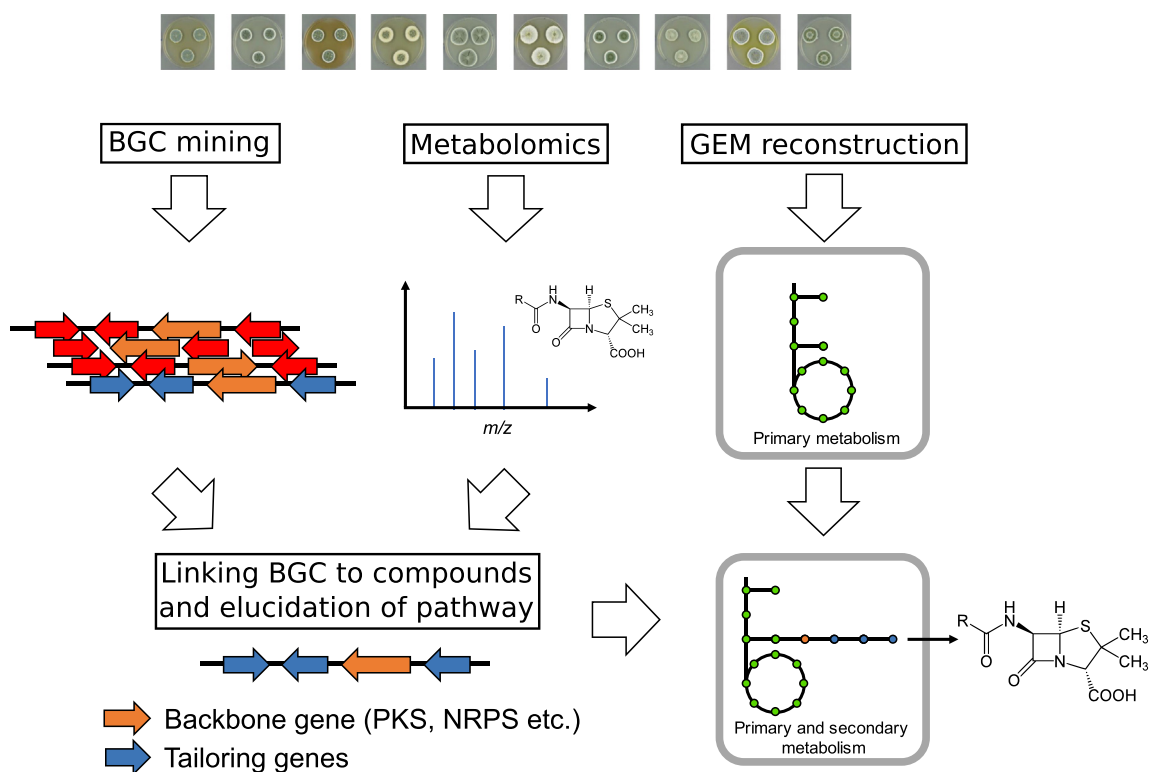 BGC mining
Metabolomics
GEM reconstruction
R
O
H
N
H
S
O
N
CH3
CH3
COOH
m/z
Primary metabolism
Linking BGC to compounds
and elucidation of pathway
Backbone gene (PKS, NRPS etc.)
Tailoring genes
Primary and secondary
metabolism
R
O
H
N
H
S
O
N
CH3
CH3
COOH